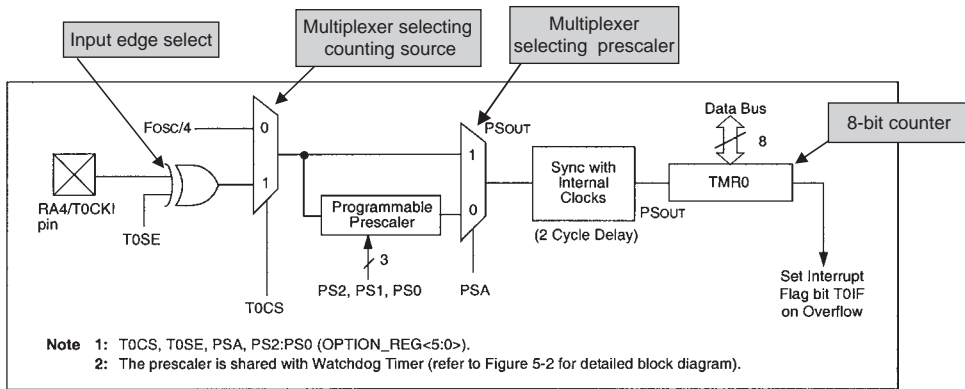 Input edge select
Multiplexer selecting
counting source
Multiplexer
selecting prescaler
8-bit counter
FOSC/4
0
1
RA4/T0CKI
pin
T0SE
T0CS
Programmable
Prescaler
3
PS2, PS1, PS0
PSOUT
1
0
PSA
Sync with
Internal
Clocks
(2 Cycle Delay)
PSOUT
Data Bus
8
TMR0
Set Interrupt
Flag bit T0IF
on Overflow
Note 1: T0CS, T0SE, PSA, PS2:PS0 (OPTION_REG<5:0>).
2: The prescaler is shared with Watchdog Timer (refer to Figure 5-2 for detailed block diagram).